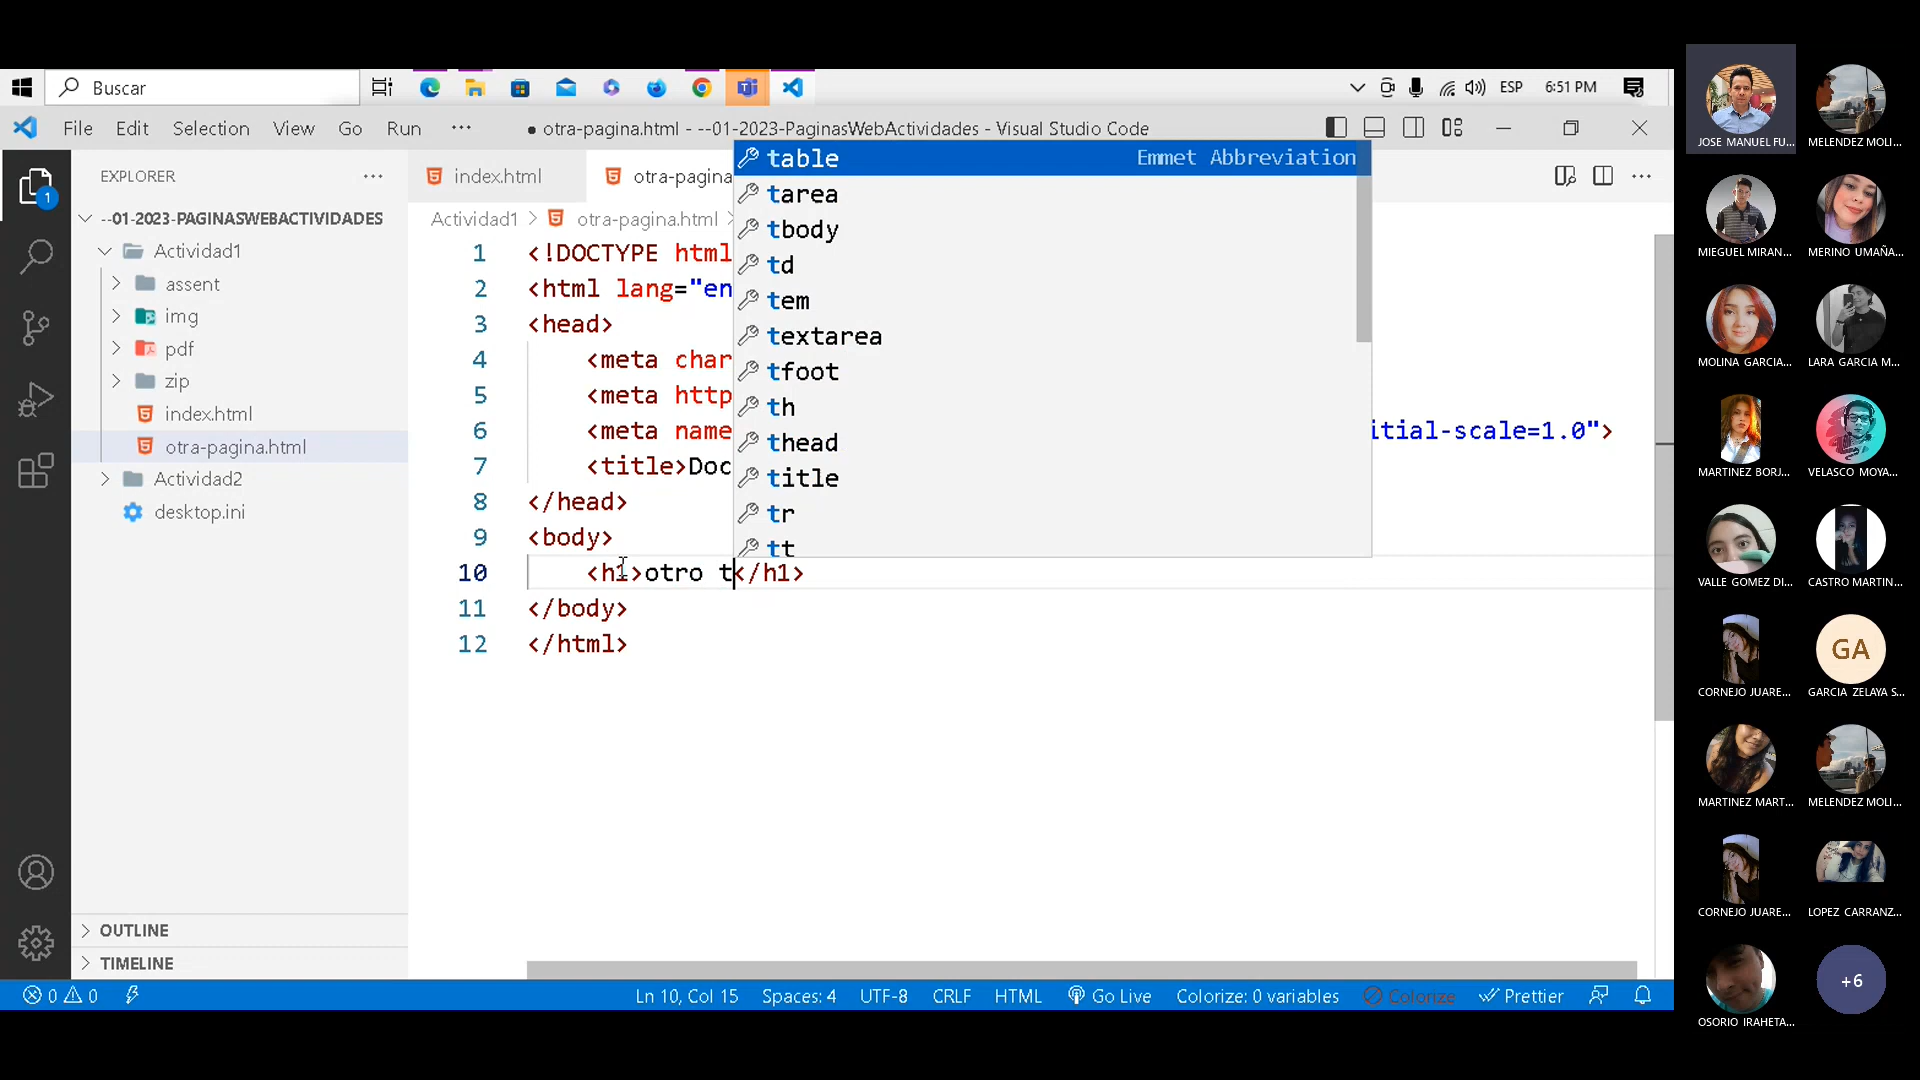 Buscar
ESP
6:51 PM
File Edit Selection View Go Run ···
● otra-pagina.html - --01-2023-PaginasWebActividades - Visual Studio Code
EXPLORER
1
--01-2023-PAGINASWEBACTIVIDADES
Actividad1
assent
img
pdf
zip
index.html
otra-pagina.html
Actividad2
desktop.ini
OUTLINE
TIMELINE
index.html
otra-pagina
Actividad1 > otra-pagina.html >
1 <!DOCTYPE html
2 <html lang="en
3 <head>
4 <meta char
5 <meta http
6 <meta name itial-scale=1.0">
7 <title>Doc
8 </head>
9 <body>
10 <h1>otro t</h1>
11 </body>
12 </html>
table Emmet Abbreviation
tarea
tbody
td
tem
textarea
tfoot
th
thead
title
tr
tt
0 0
Ln 10, Col 15
Spaces: 4
UTF-8
CRLF
HTML
Go Live
Colorize: 0 variables
Colorize
Prettier
JOSE MANUEL FU...
MELENDEZ MOLI...
MIEGUEL MIRAN...
MERINO UMAÑA...
MOLINA GARCIA...
LARA GARCIA M...
MARTINEZ BORJ...
VELASCO MOYA...
VALLE GOMEZ DI...
CASTRO MARTIN...
CORNEJO JUARE...
GA
GARCIA ZELAYA S...
MARTINEZ MART...
MELENDEZ MOLI...
CORNEJO JUARE...
LOPEZ CARRANZ...
OSORIO IRAHETA...
+6